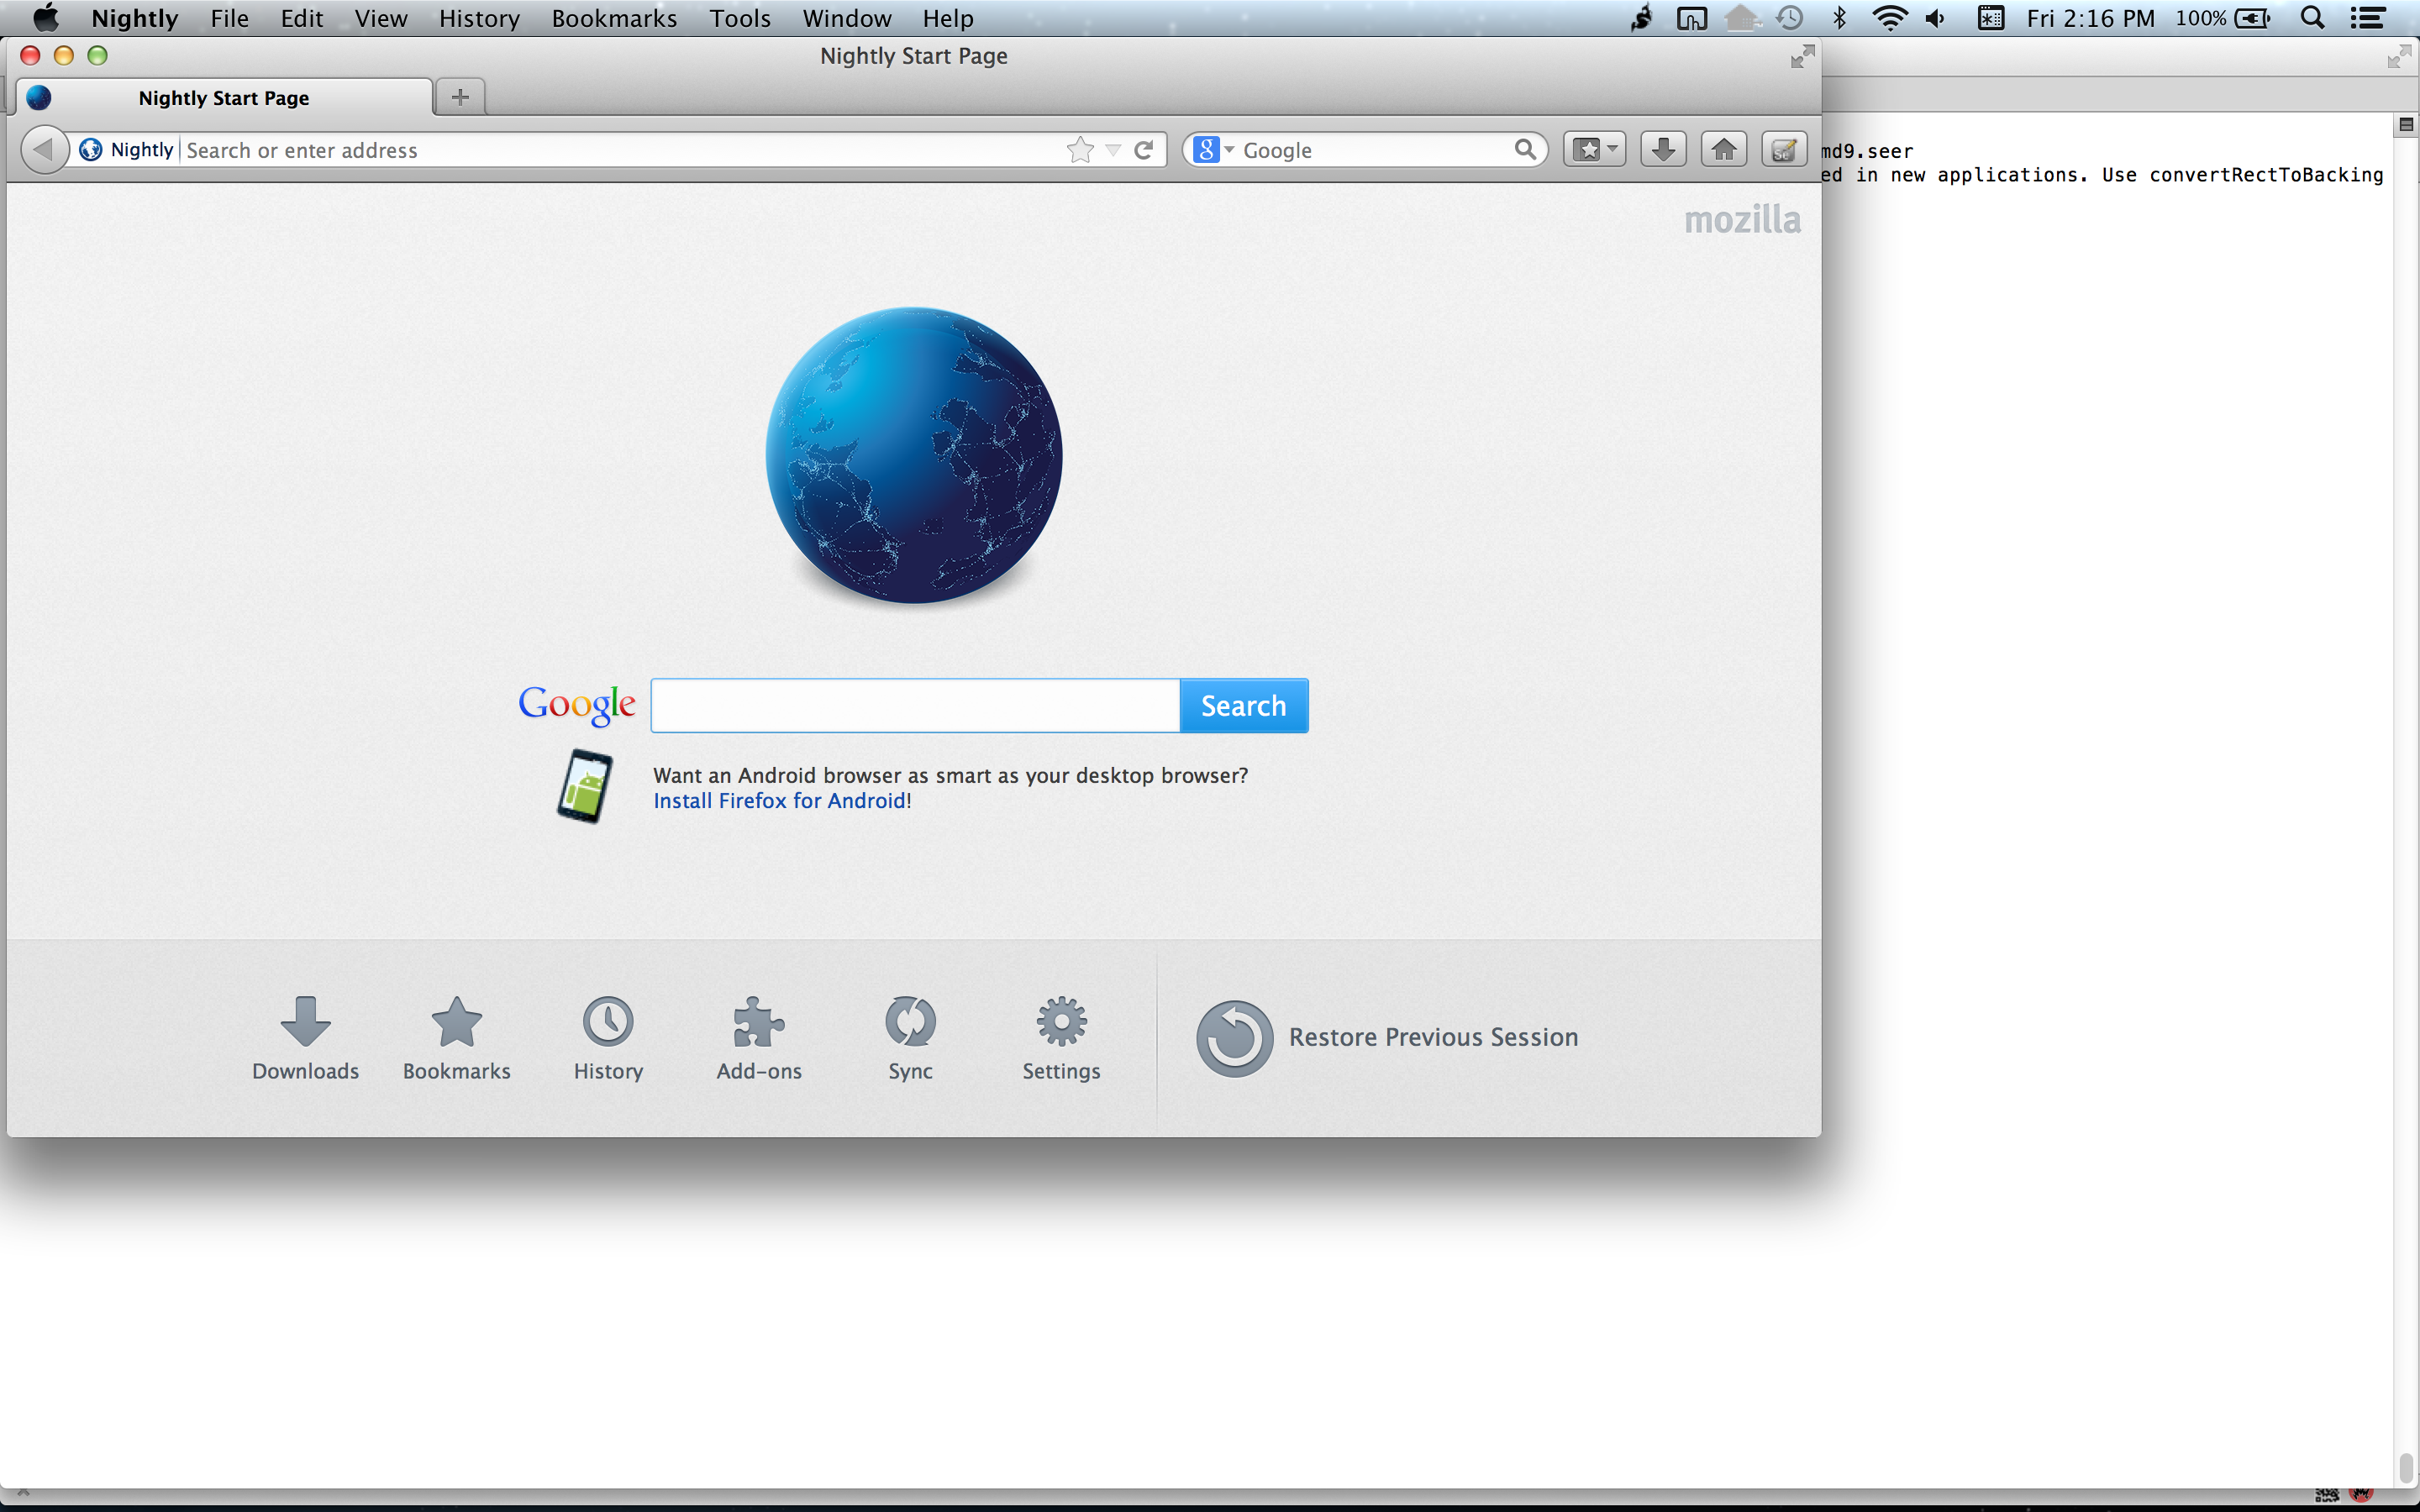 Nightly File Edit View History Bookmarks Tools Window Help Fri 2:16 PM 100%
Nightly Start Page
Nightly Start Page
Nightly Search or enter address Google
md9.seer
ed in new applications. Use convertRectToBacking
mozilla
Google Search
Want an Android browser as smart as your desktop browser?
Install Firefox for Android!
Downloads Bookmarks History Add-ons Sync Settings Restore Previous Session